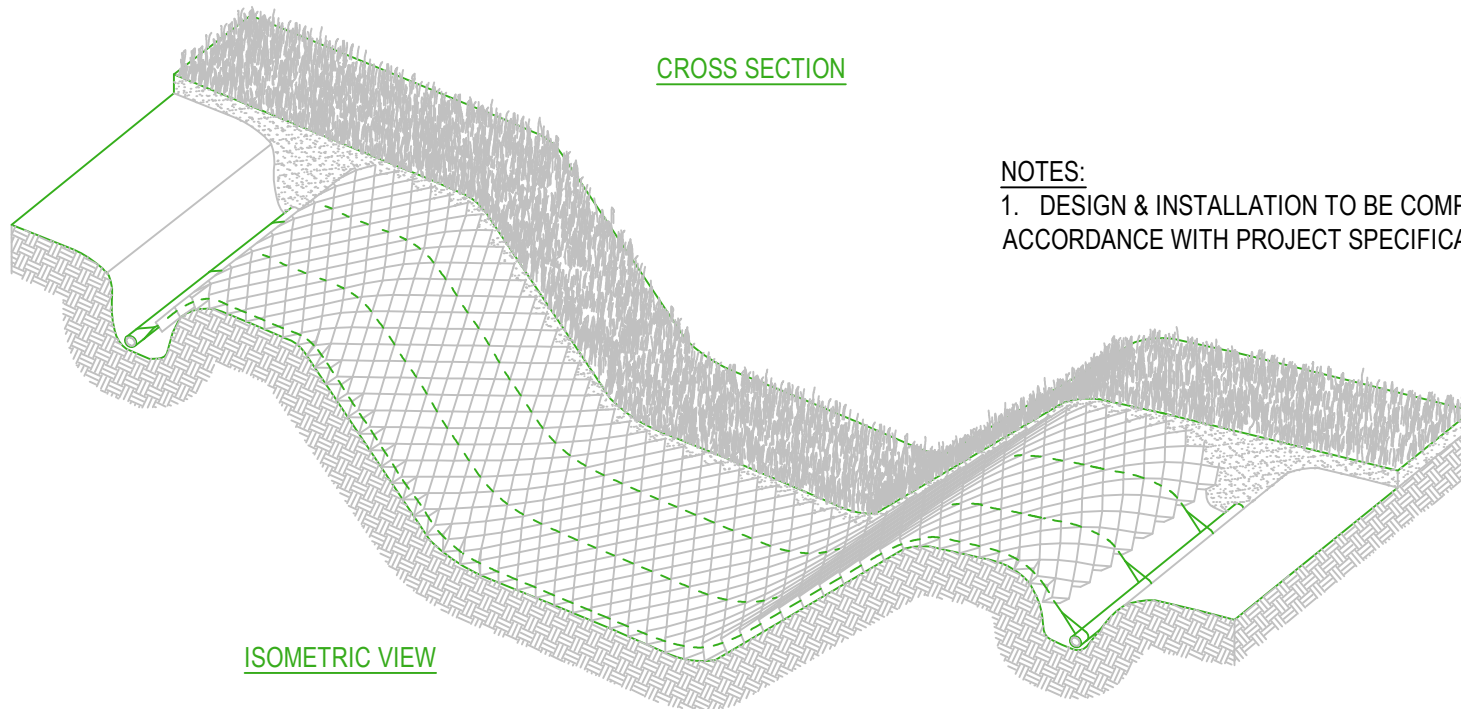 CROSS SECTION
NOTES:
1. DESIGN & INSTALLATION TO BE
ACCORDANCE WITH PROJECT
ISOMETRIC VIEW